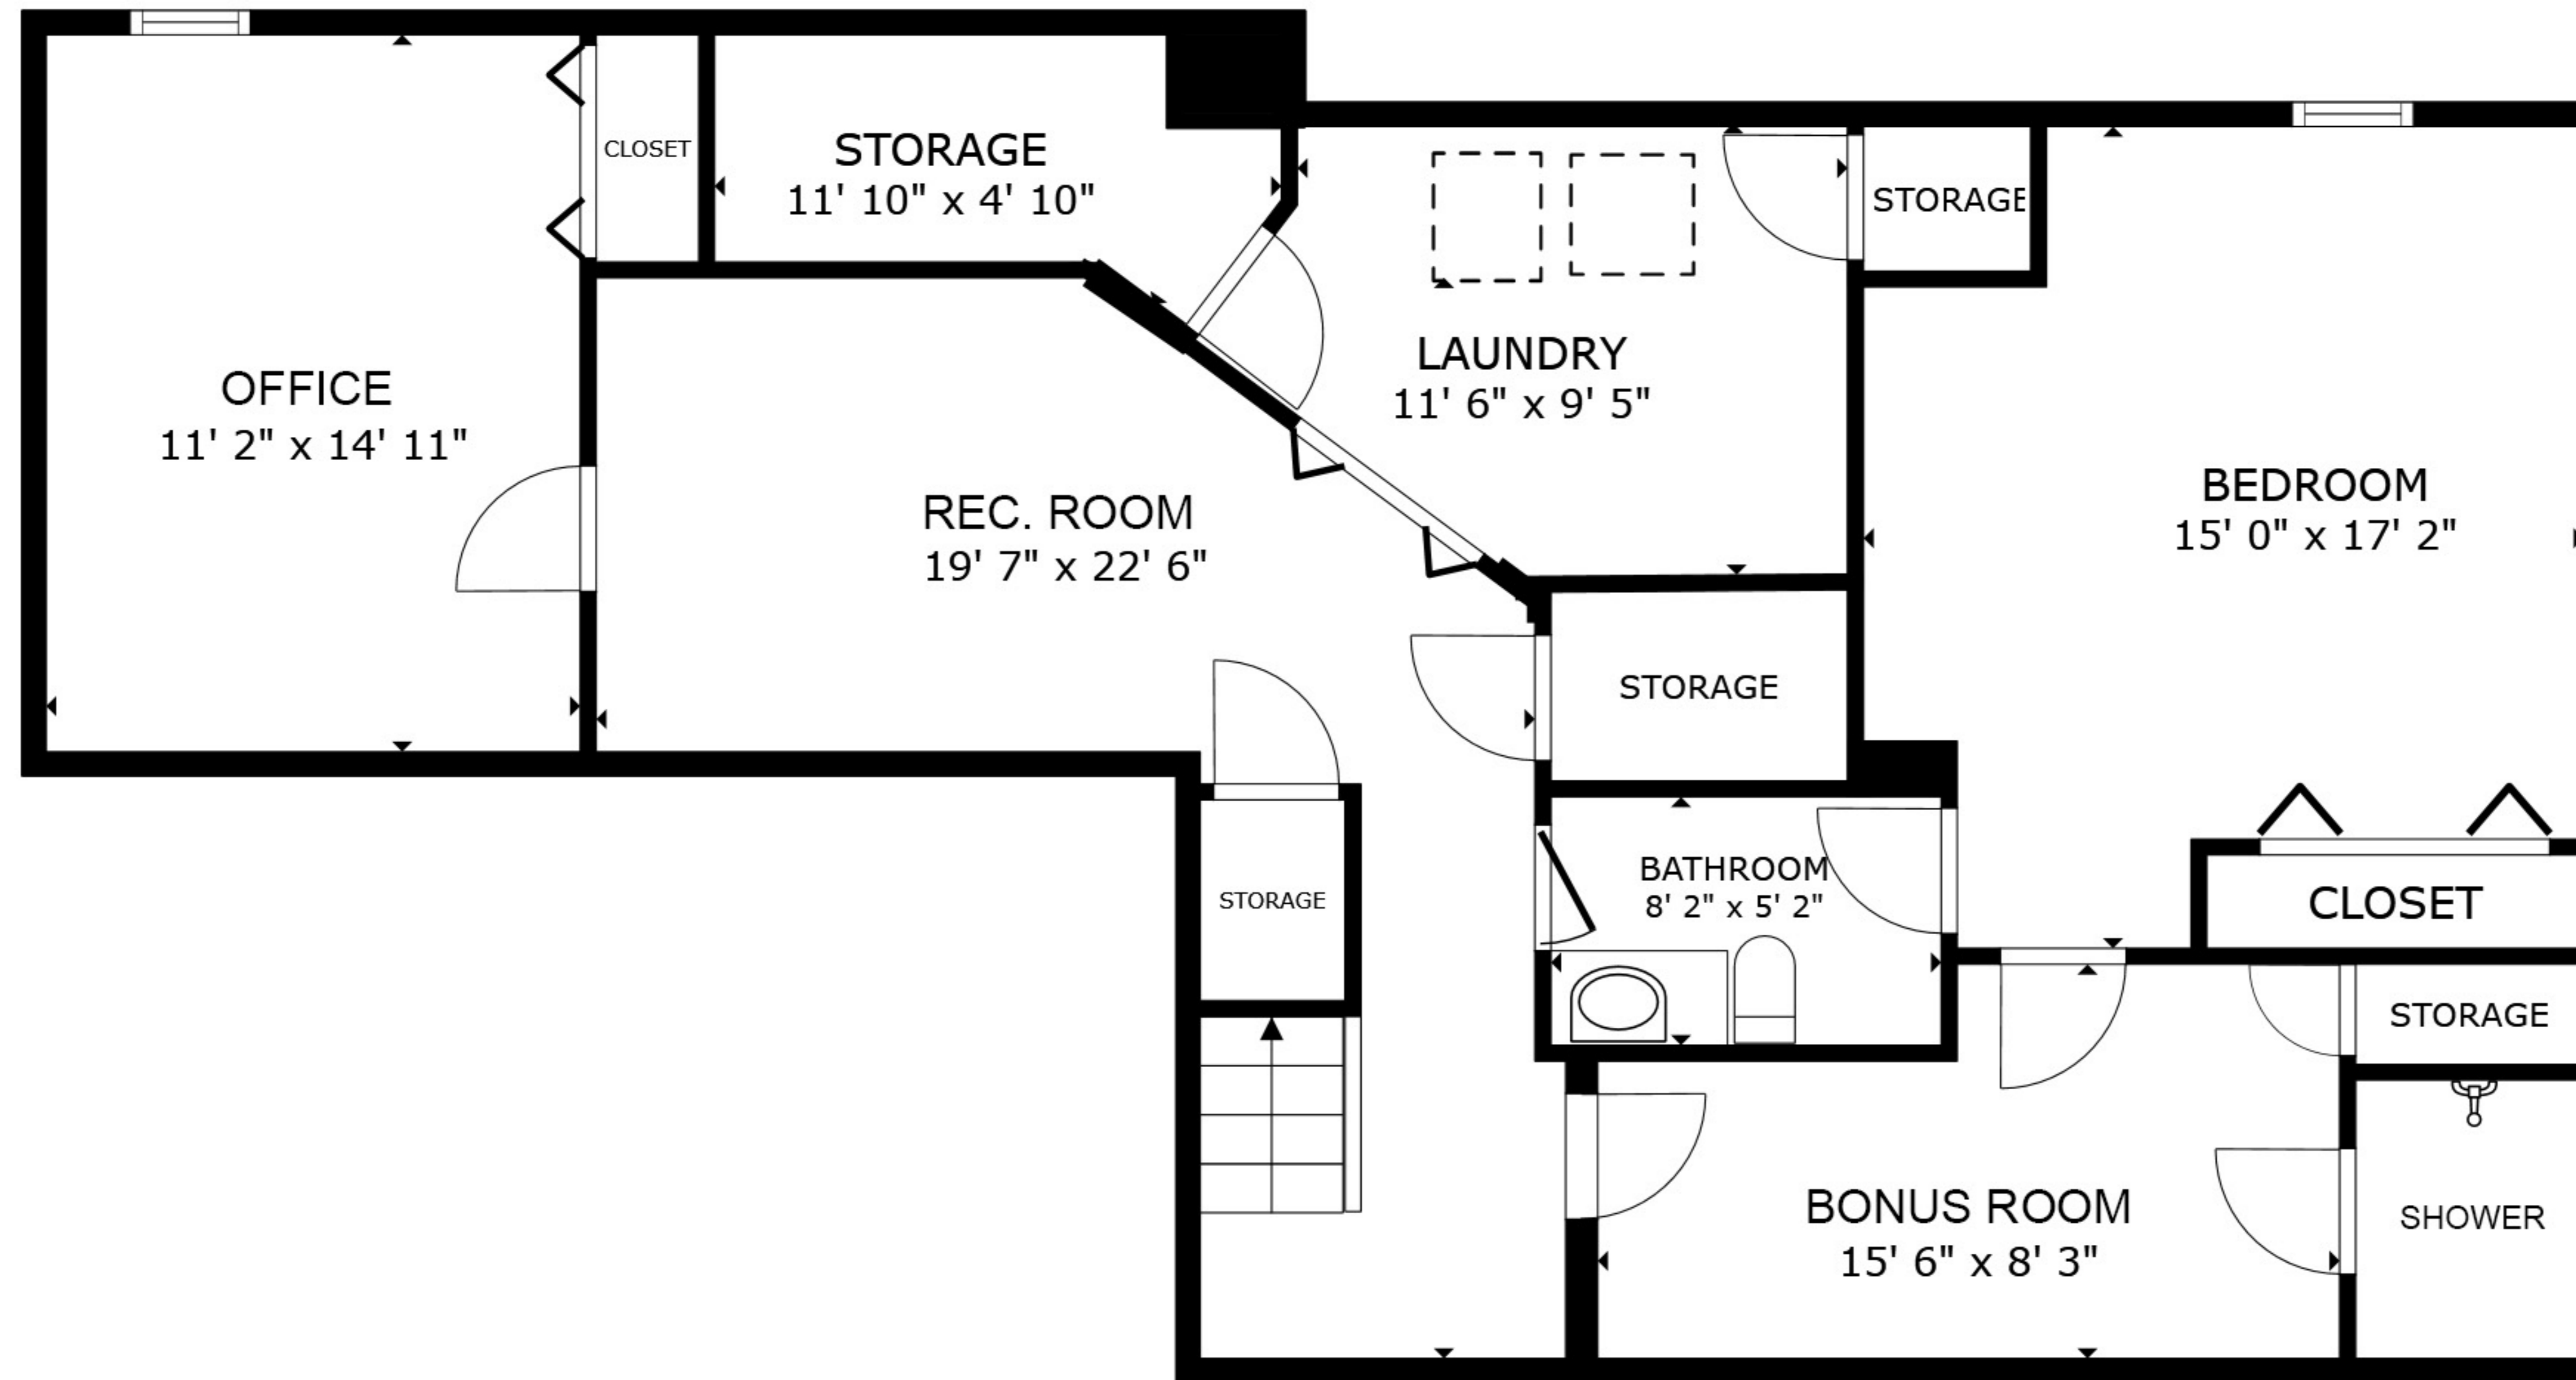 OFFICE
11' 2" x 14' 11"
CLOSET
STORAGE
11' 10" x 4' 10"
REC. ROOM
19' 7" x 22' 6"
LAUNDRY
11' 6" x 9' 5"
STORAGE
BEDROOM
15' 0" x 17' 2"
STORAGE
STORAGE
BATHROOM
8' 2" x 5' 2"
CLOSET
STORAGE
BONUS ROOM
15' 6" x 8' 3"
SHOWER